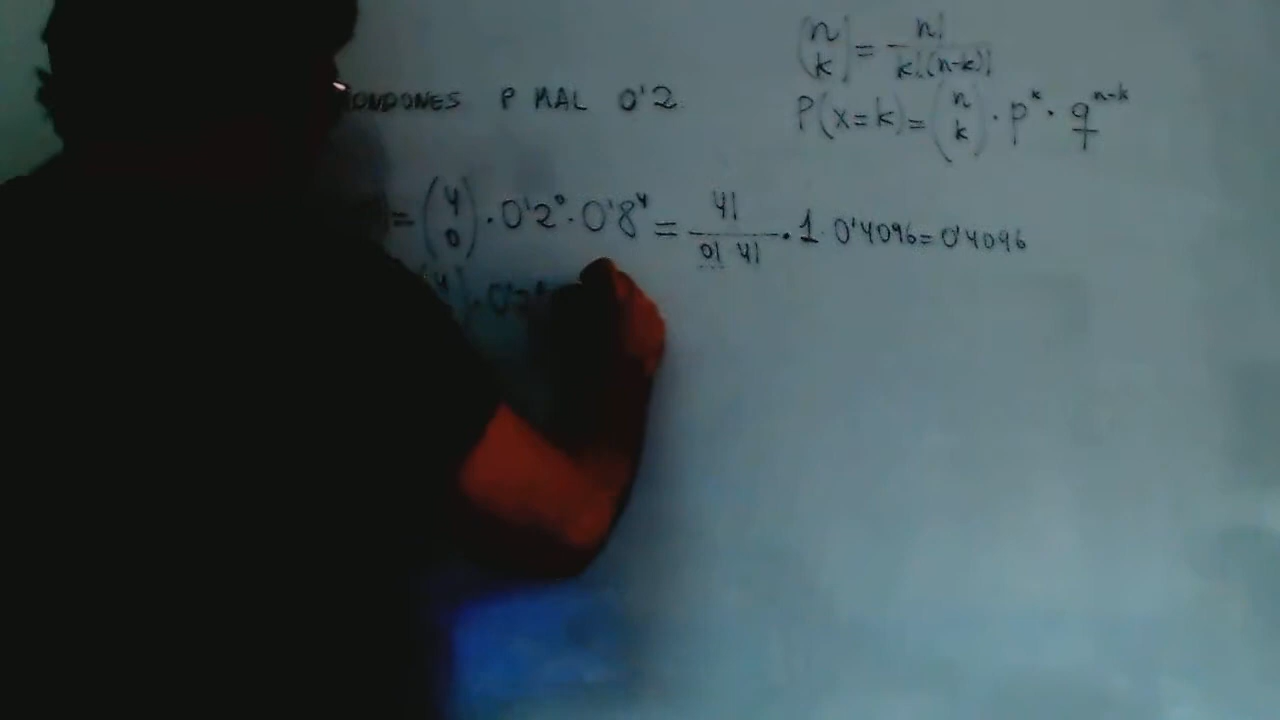 (n k) = n! / k!.(n-k)!
P MAL 0'2
P(x=k) = (n k) · p^k · q^n-k
= (4 0) · 0'2^0 · 0'8^4 = 4! / 0! 4! · 1 · 0'4096 = 0'4096